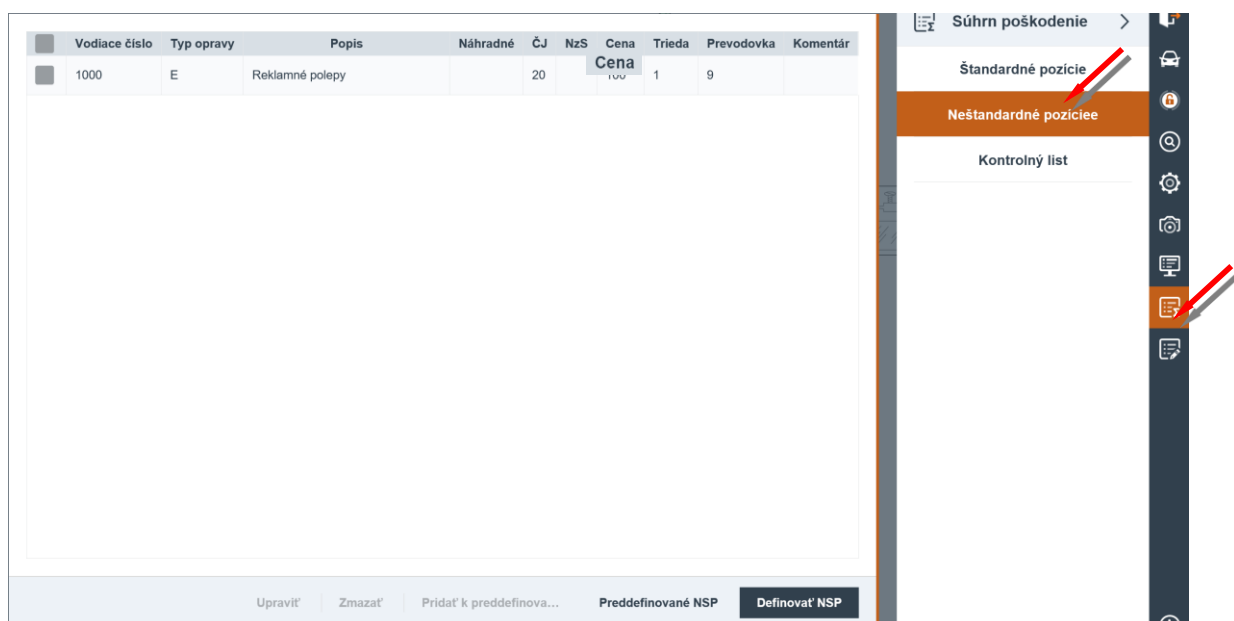 Súhrn poškodenie
Vodiace číslo Typ opravy Popis Náhradné ČJ NzS Cena Trieda Prevodovka Komentár
Cena
1000 E Reklamné polepy 20 100 1 9
Štandardné pozície
Neštandardné pozíciee
Kontrolný list
Upraviť Zmazať Pridať k preddefinova... Preddefinované NSP Definovať NSP